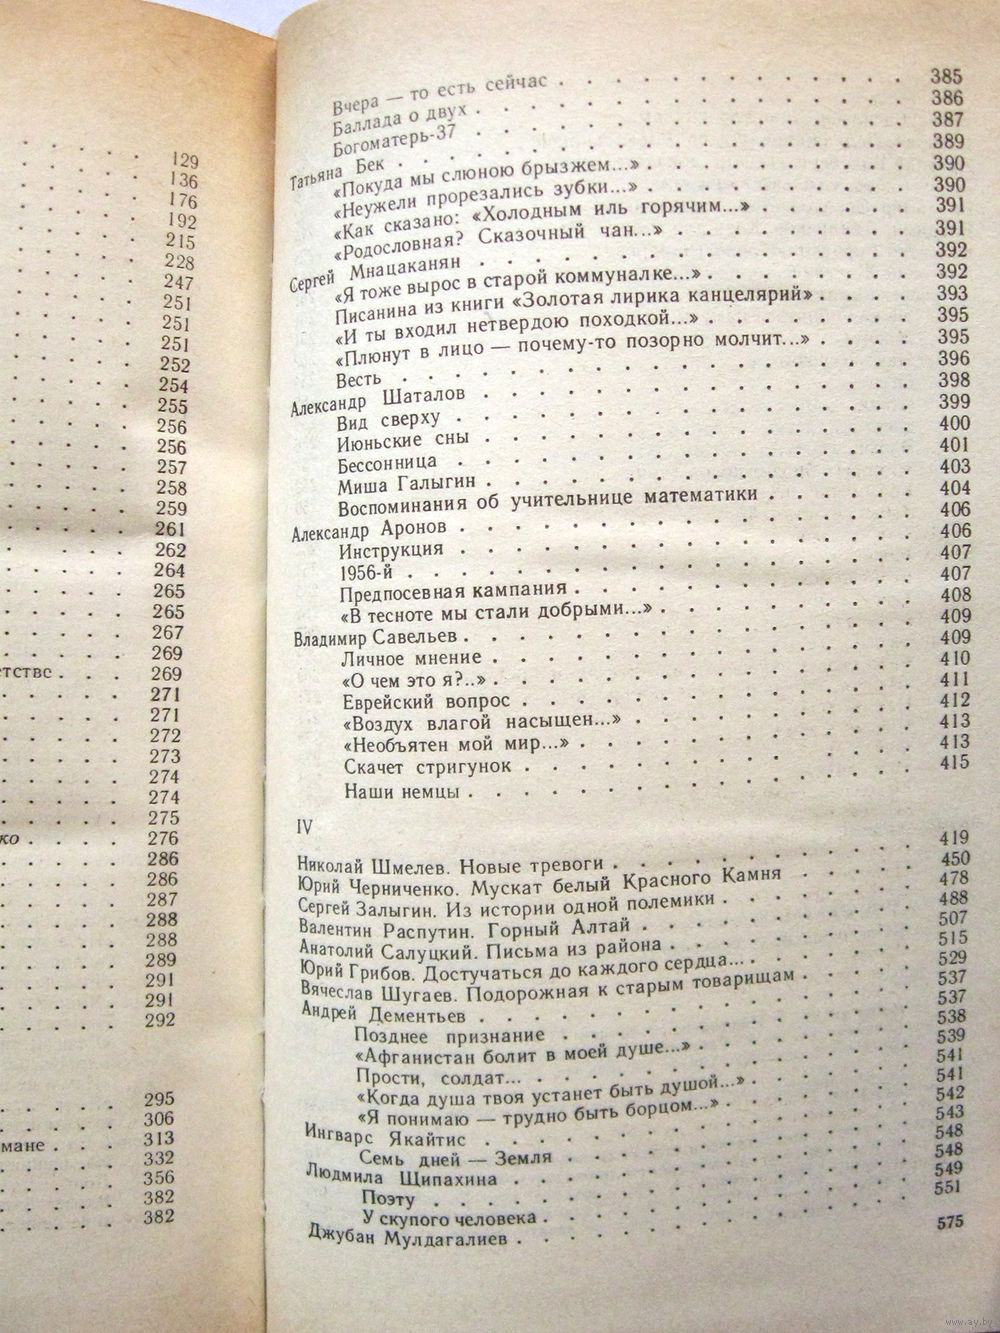 129
136
176
192
215
228
247
251
251
251
252
254
255
256
256
257
258
259
261
262
264
265
265
267
269
етстве . . . 269
271
271
272
273
274
274
275
ко . . . . 276
286
286
287
288
288
289
291
291
292
295
306
мане . . . 313
332
356
382
382
Вчера — то есть сейчас . . . 385
Баллада о двух . . . 386
Богоматерь-37 . . . 387
Татьяна Бек . . . 389
«Покуда мы слюною брызжем...» . . . 390
«Неужели прорезались зубки...» . . . 390
«Как сказано: «Холодным иль горячим...» . . . 391
«Родословная? Сказочный чан...» . . . 391
Сергей Мнацаканян . . . 392
«Я тоже вырос в старой коммуналке...» . . . 392
Писанина из книги «Золотая лирика канцелярий» . . . 393
«И ты входил нетвердою походкой...» . . . 395
«Плюнут в лицо — почему-то позорно молчит...» . . . 395
Весть . . . 396
Александр Шаталов . . . 398
Вид сверху . . . 399
Июньские сны . . . 400
Бессонница . . . 401
Миша Галыгин . . . 403
Воспоминания об учительнице математики . . . 404
Александр Аронов . . . 406
Инструкция . . . 406
1956-й . . . 407
Предпосевная кампания . . . 407
«В тесноте мы стали добрыми...» . . . 408
Владимир Савельев . . . 409
Личное мнение . . . 409
«О чем это я?..» . . . 410
Еврейский вопрос . . . 411
«Воздух влагой насыщен...» . . . 412
«Необъятен мой мир...» . . . 413
Скачет стригунок . . . 413
Наши немцы . . . 415
IV
Николай Шмелев. Новые тревоги . . . 419
Юрий Черниченко. Мускат белый Красного Камня . . . 450
Сергей Залыгин. Из истории одной полемики . . . 478
Валентин Распутин. Горный Алтай . . . 488
Анатолий Салуцкий. Письма из района . . . 507
Юрий Грибов. Достучаться до каждого сердца... . . . 515
Вячеслав Шугаев. Подорожная к старым товарищам . . . 529
Андрей Дементьев . . . 537
Позднее признание . . . 537
«Афганистан болит в моей душе...» . . . 538
Прости, солдат... . . . 539
«Когда душа твоя устанет быть душой...» . . . 541
«Я понимаю — трудно быть борцом...» . . . 541
Ингварс Якайтис . . . 542
Семь дней — Земля . . . 543
Людмила Щипахина . . . 548
Поэту . . . 548
У скупого человека . . . 549
Джубан Мулдагалиев . . . 551
575
www.ay.by